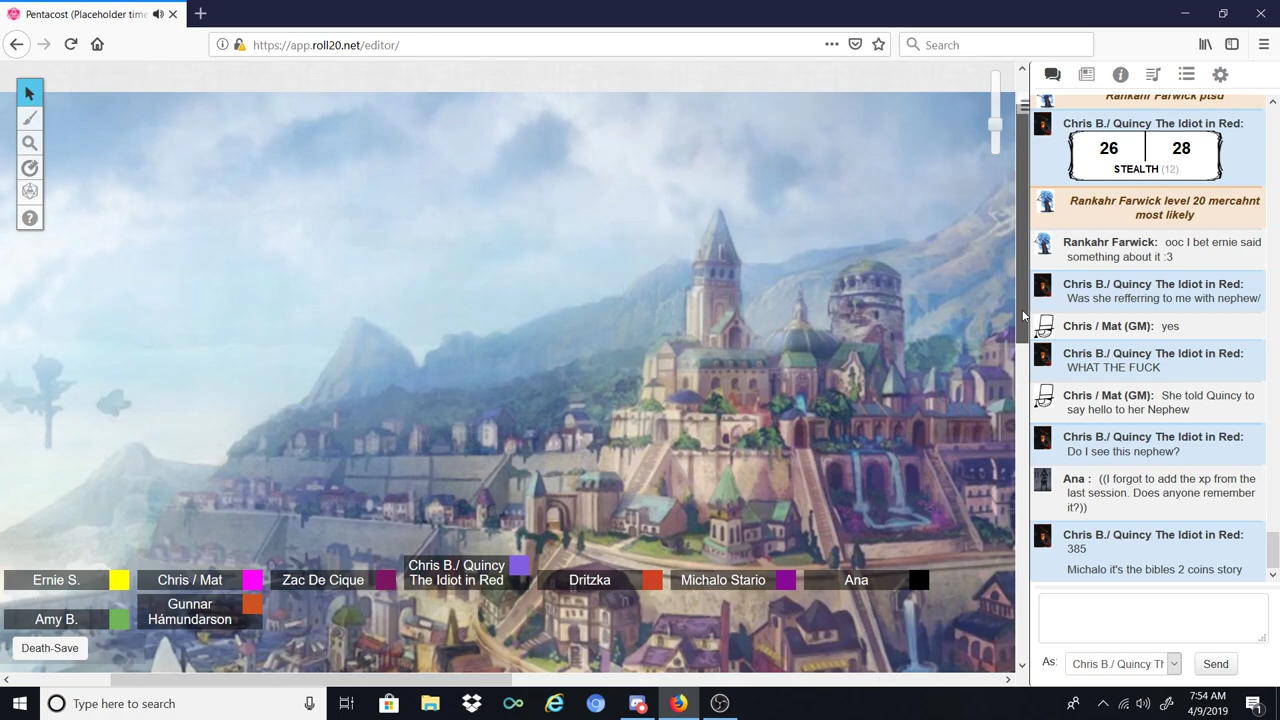 Pentacost (Placeholder time
https://app.roll20.net/editor/
Search
Rankahr Farwick ptsd
Chris B./ Quincy The Idiot in Red:
26 28
STEALTH (12)
Rankahr Farwick level 20 mercahnt
most likely
Rankahr Farwick: ooc I bet ernie said
something about it :3
Chris B./ Quincy The Idiot in Red:
Was she refferring to me with nephew/
Chris / Mat (GM): yes
Chris B./ Quincy The Idiot in Red:
WHAT THE FUCK
Chris / Mat (GM): She told Quincy to
say hello to her Nephew
Chris B./ Quincy The Idiot in Red:
Do I see this nephew?
Ana : ((I forgot to add the xp from the
last session. Does anyone remember
it?))
Chris B./ Quincy The Idiot in Red:
385
Michalo it's the bibles 2 coins story
Ernie S.
Chris / Mat
Zac De Cique
Chris B./ Quincy
The Idiot in Red
Dritzka
Michalo Stario
Ana
Amy B.
Gunnar
Hámundarson
Death-Save
As: Chris B./ Quincy Th
Send
Type here to search
7:54 AM
4/9/2019
1